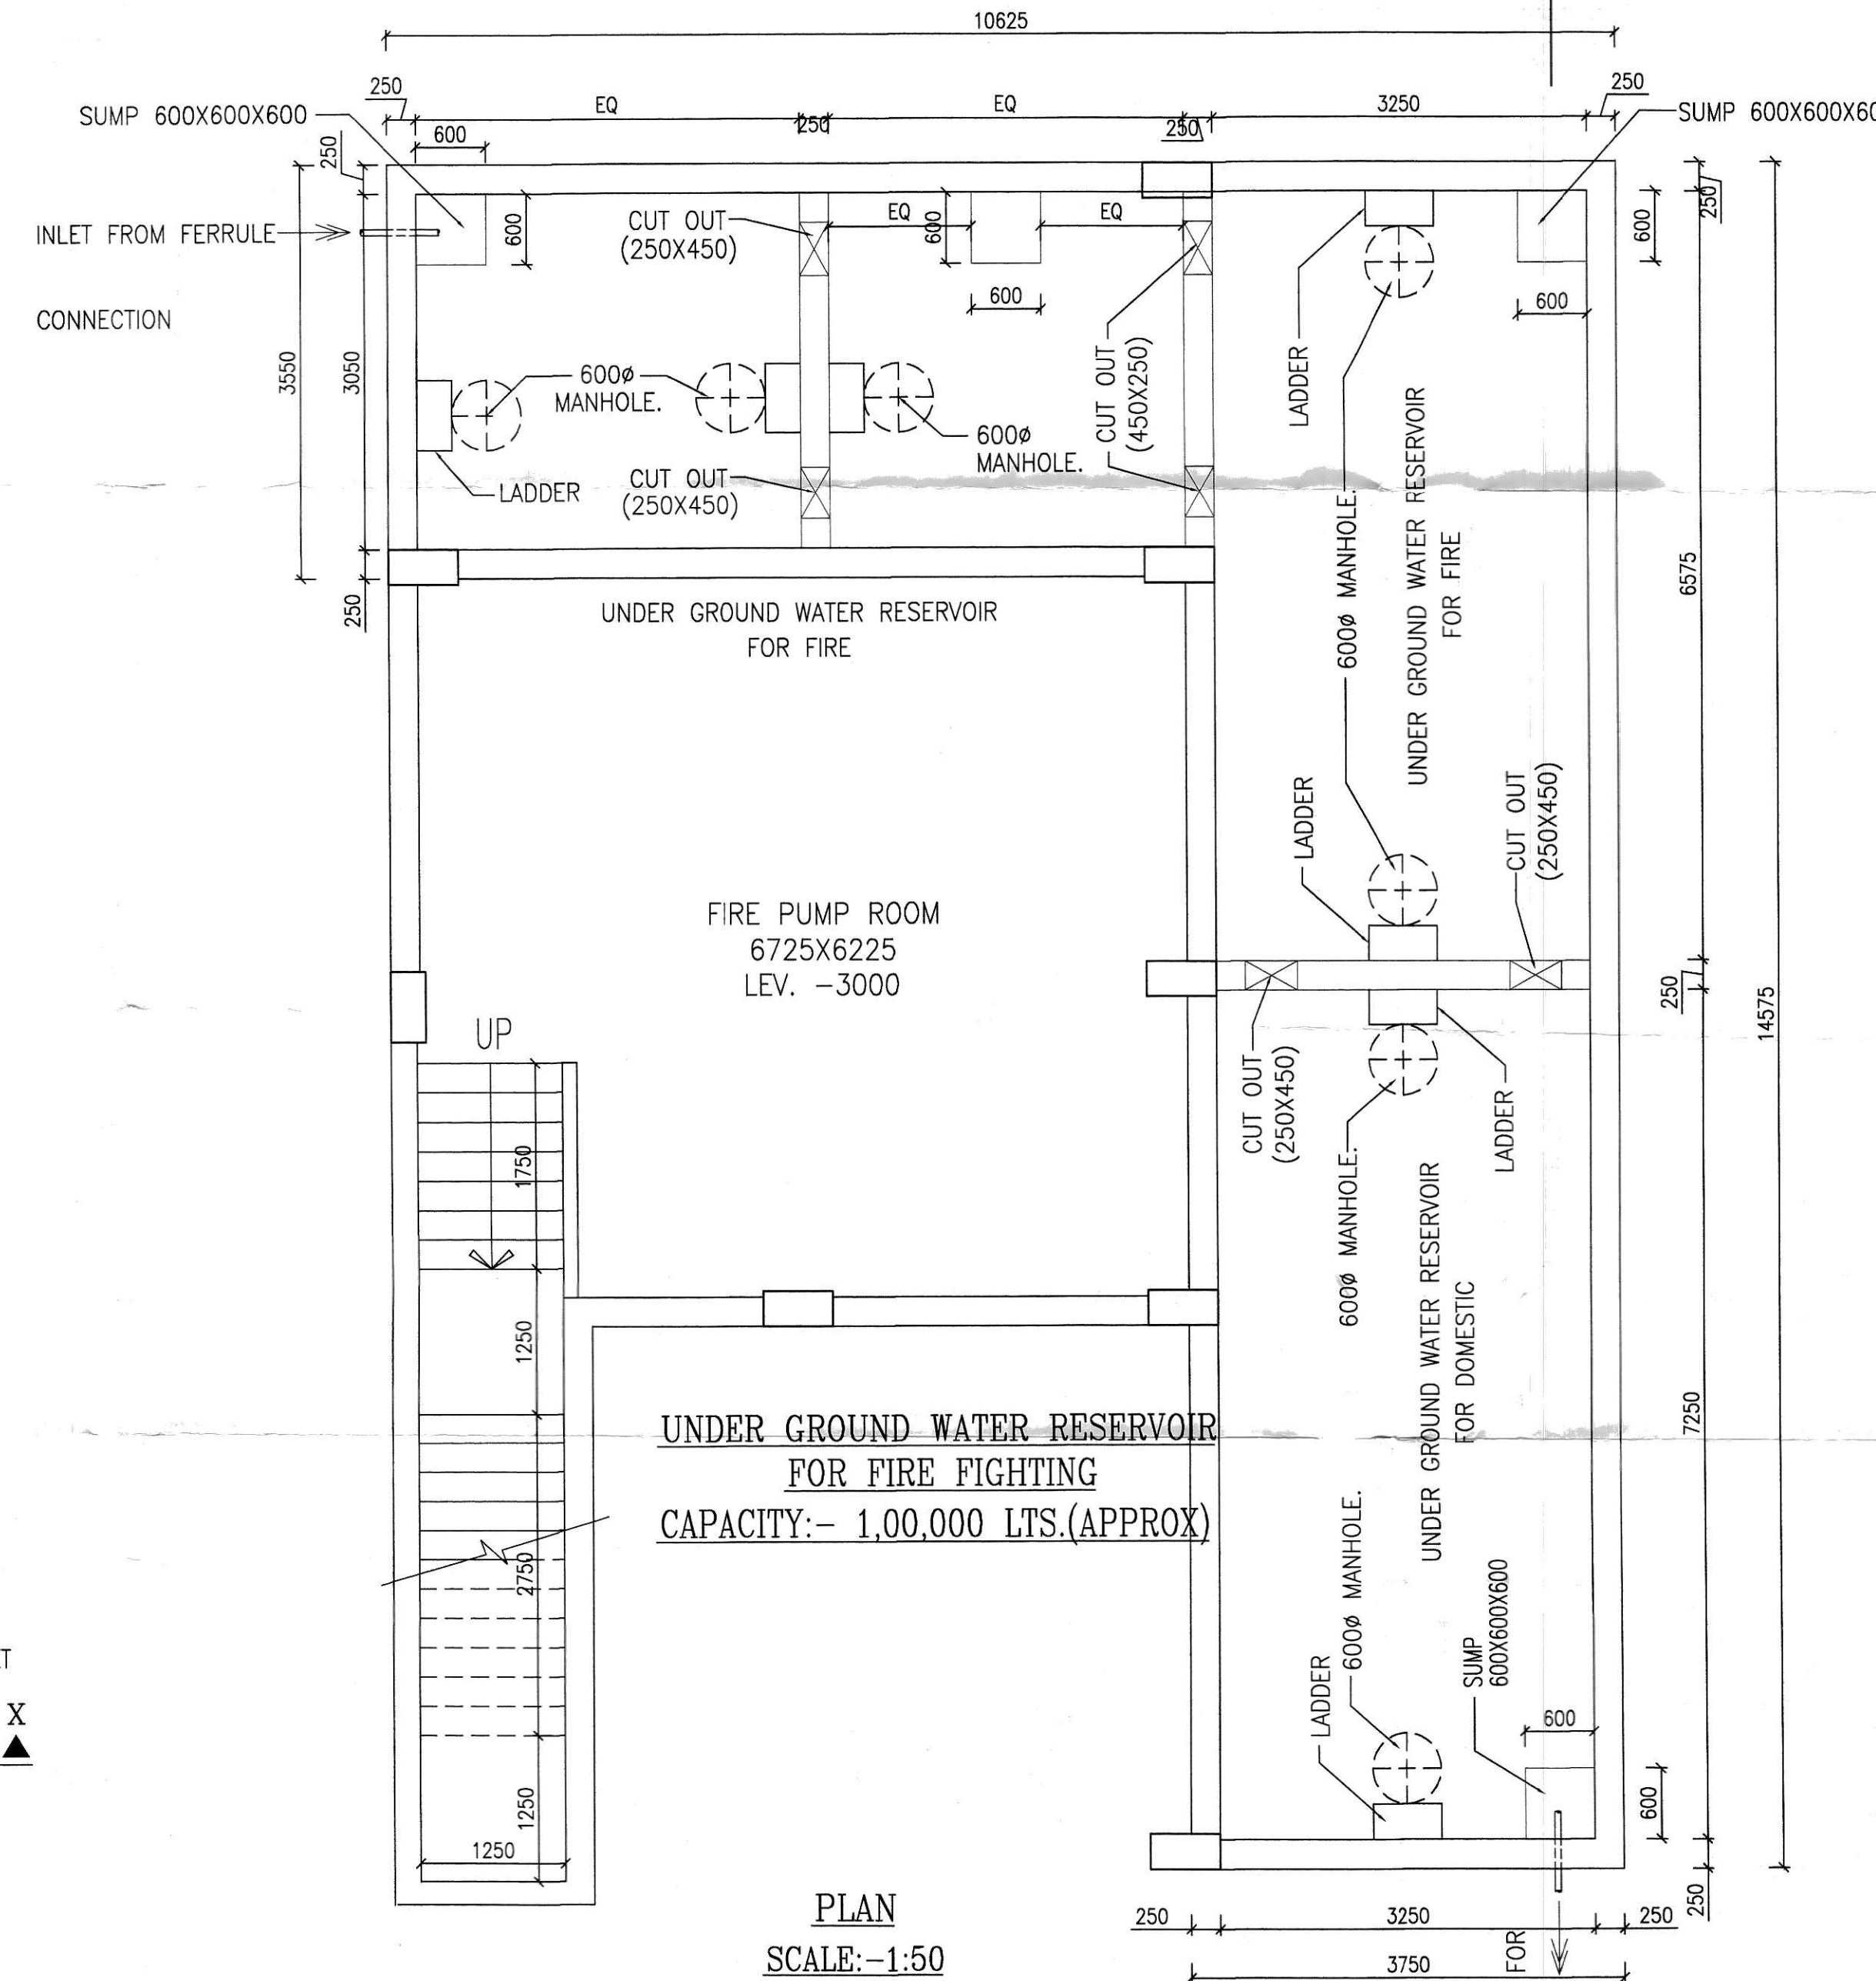 10625
250
EQ
250
EQ
250
3250
250
SUMP 600X600X600
SUMP 600X600X60
600
250
250
INLET FROM FERRULE
CONNECTION
600
CUT OUT
(250X450)
EQ
600
EQ
600
600
600
3550
3050
LADDER
600ø
MANHOLE.
600ø
MANHOLE.
CUT OUT
(450X250)
LADDER
CUT OUT
(250X450)
250
600ø MANHOLE.
UNDER GROUND WATER RESERVOIR
FOR FIRE
UNDER GROUND WATER RESERVOIR
FOR FIRE
6575
FIRE PUMP ROOM
6725X6225
LEV. -3000
LADDER
CUT OUT
(250X450)
250
14575
UP
CUT OUT
(250X450)
LADDER
1750
1250
600ø MANHOLE.
UNDER GROUND WATER RESERVOIR
FOR DOMESTIC
7250
UNDER GROUND WATER RESERVOIR
FOR FIRE FIGHTING
CAPACITY:- 1,00,000 LTS.(APPROX)
2750
X
LADDER
600ø MANHOLE.
SUMP
600X600X600
600
600
1250
1250
250
PLAN
SCALE:-1:50
250
3250
250
3750
FOR